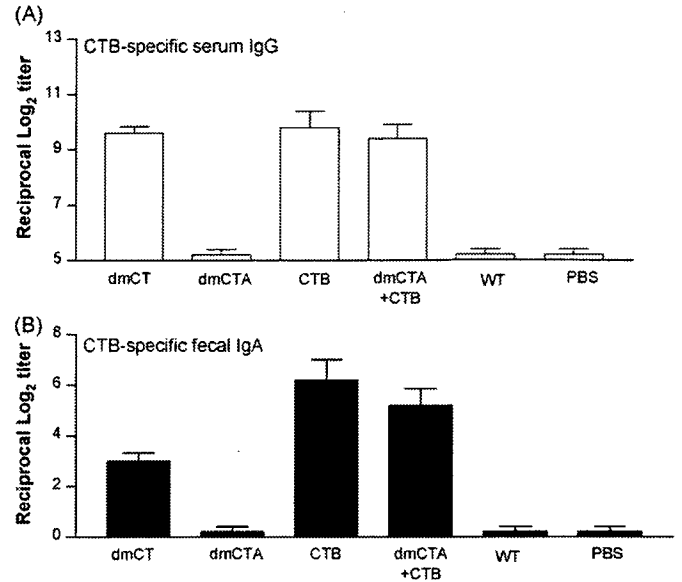 (A)
CTB-specific serum IgG
Reciprocal Log2 titer
13
11
9
7
5
dmCT dmCTA CTB dmCTA +CTB WT PBS
(B)
CTB-specific fecal IgA
Reciprocal Log2 titer
8
6
4
2
0
dmCT dmCTA CTB dmCTA +CTB WT PBS